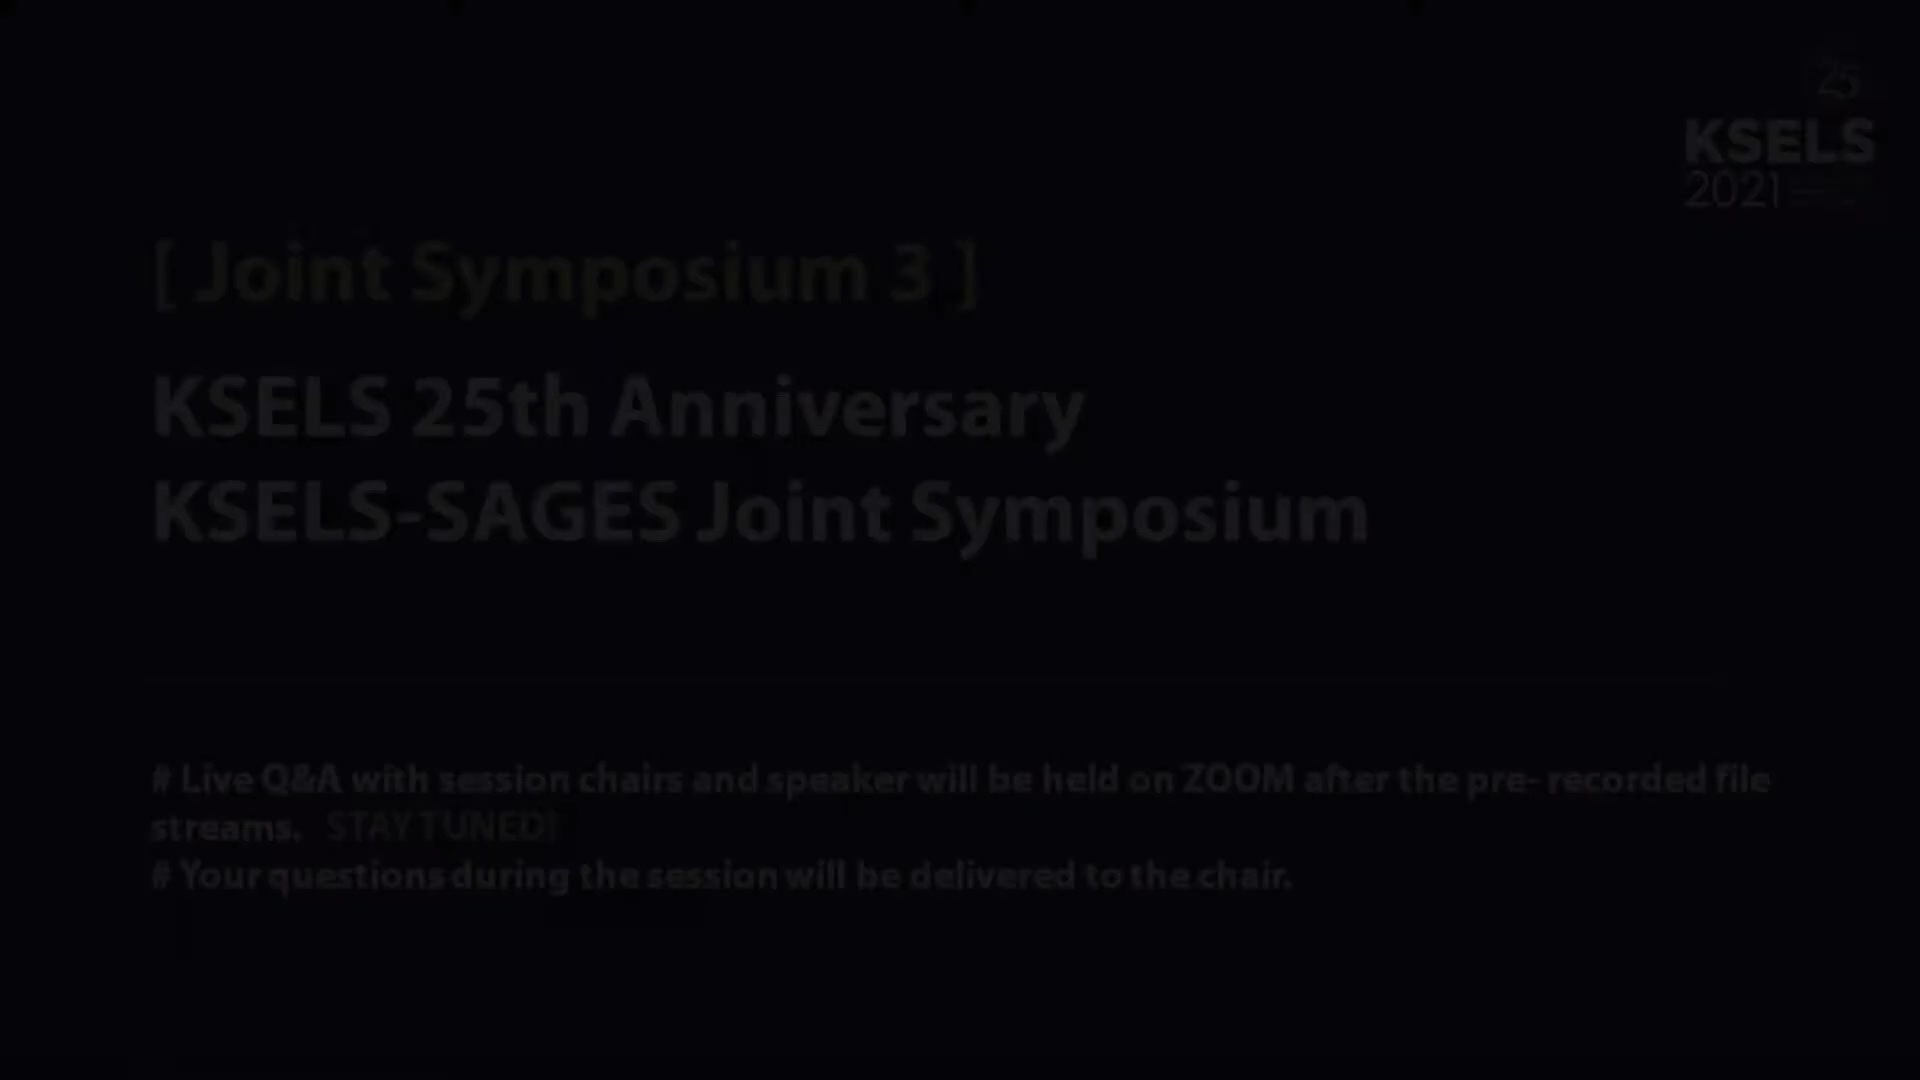 25
KSELS
2021
[ Joint Symposium 3 ]
KSELS 25th Anniversary
KSELS-SAGES Joint Symposium
# Live Q&A with session chairs and speaker will be held on ZOOM after the pre- recorded file
streams. STAY TUNED!
# Your questions during the session will be delivered to the chair.